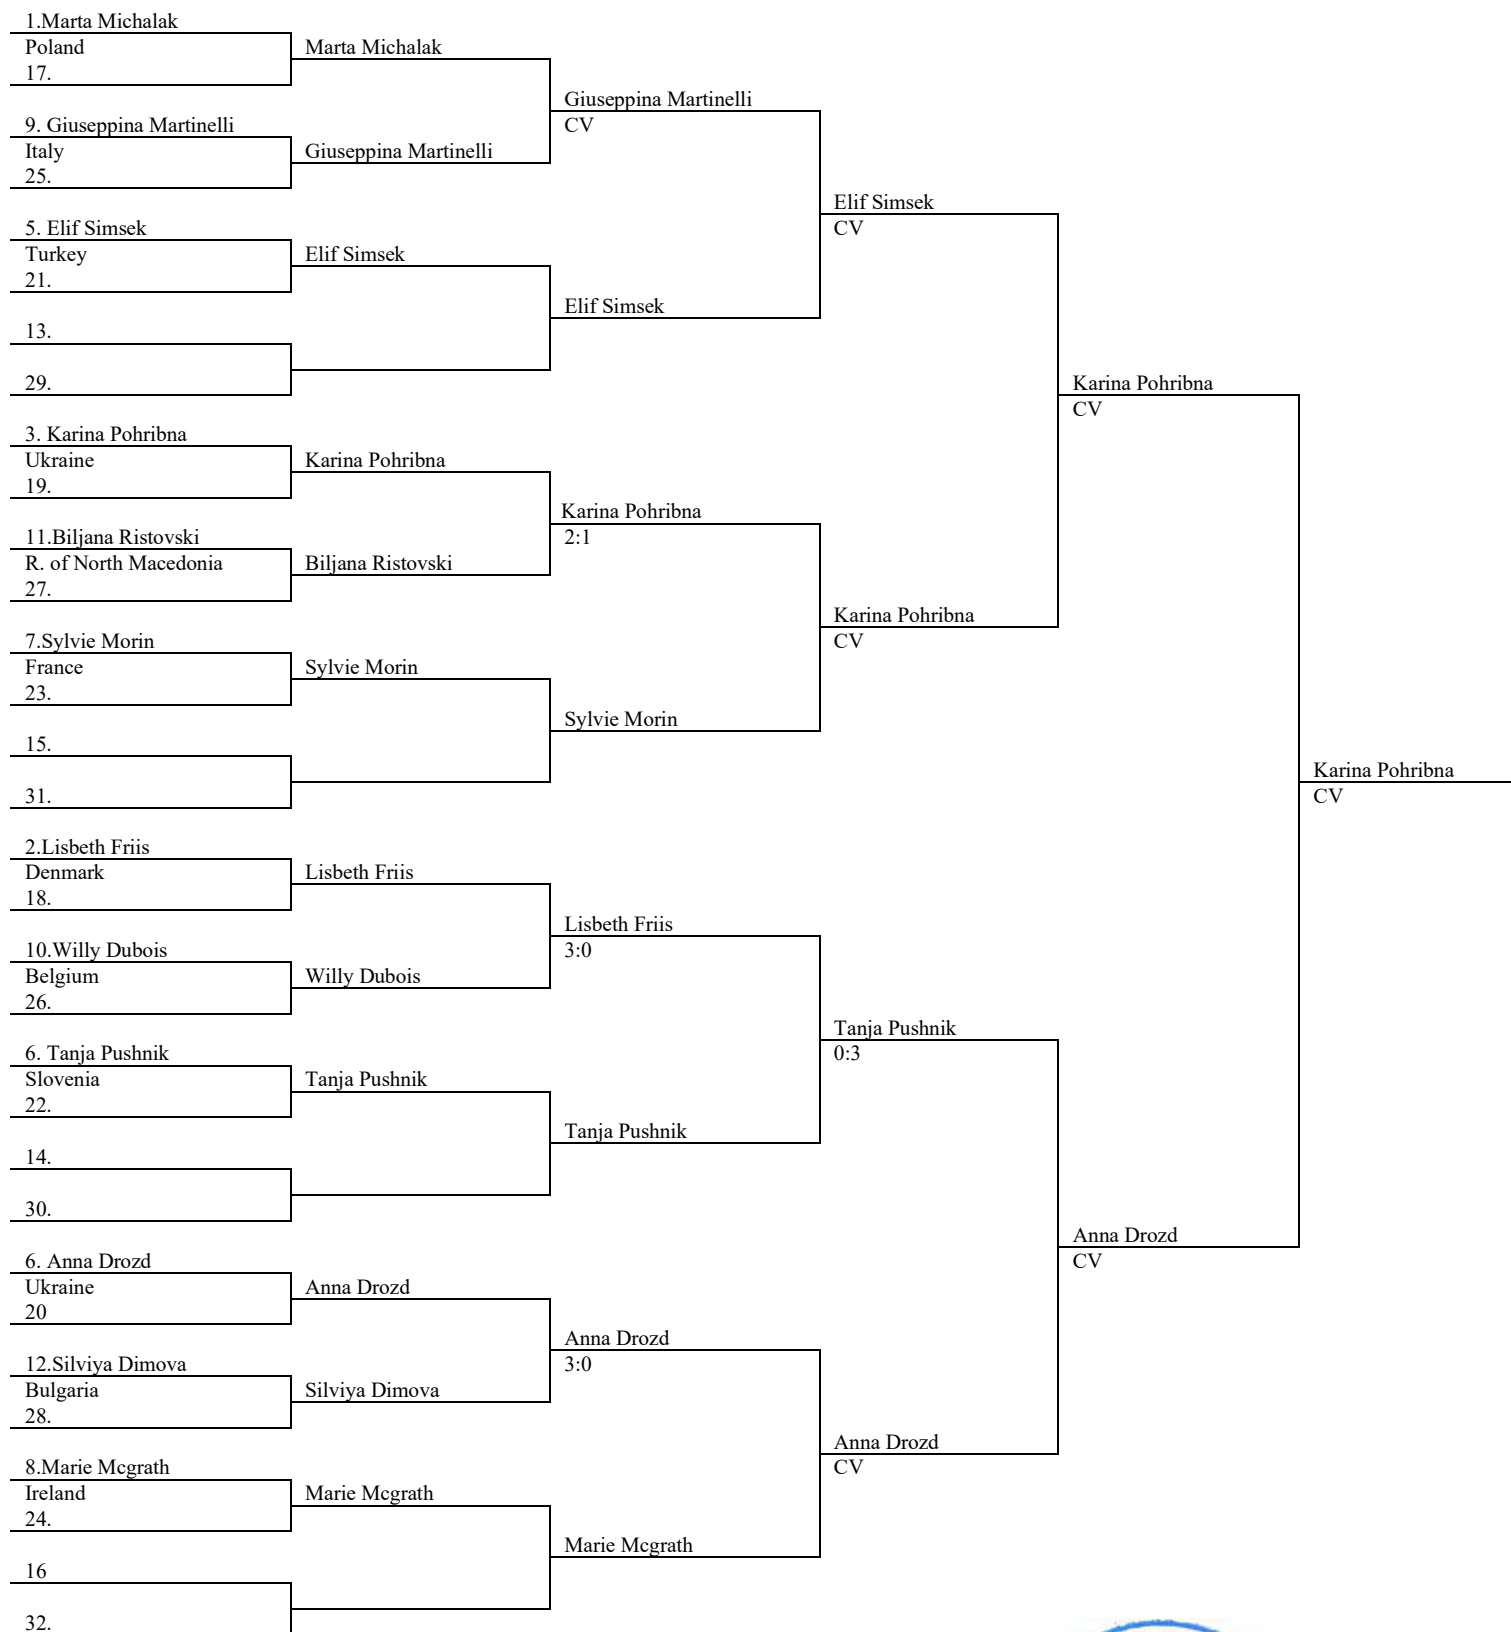 1.Marta Michalak
Poland
17.
9. Giuseppina Martinelli
Italy
25.
5. Elif Simsek
Turkey
21.
13.
29.
3. Karina Pohribna
Ukraine
19.
11.Biljana Ristovski
R. of North Macedonia
27.
7.Sylvie Morin
France
23.
15.
31.
2.Lisbeth Friis
Denmark
18.
10.Willy Dubois
Belgium
26.
6. Tanja Pushnik
Slovenia
22.
14.
30.
6. Anna Drozd
Ukraine
20
12.Silviya Dimova
Bulgaria
28.
8.Marie Mcgrath
Ireland
24.
16
32.
Marta Michalak
Giuseppina Martinelli
Elif Simsek
Karina Pohribna
Biljana Ristovski
Sylvie Morin
Lisbeth Friis
Willy Dubois
Tanja Pushnik
Anna Drozd
Silviya Dimova
Marie Mcgrath
Giuseppina Martinelli
CV
Elif Simsek
Karina Pohribna
2:1
Sylvie Morin
Lisbeth Friis
3:0
Tanja Pushnik
Anna Drozd
3:0
Marie Mcgrath
Elif Simsek
CV
Karina Pohribna
CV
Tanja Pushnik
0:3
Anna Drozd
CV
Karina Pohribna
CV
Anna Drozd
CV
Karina Pohribna
CV